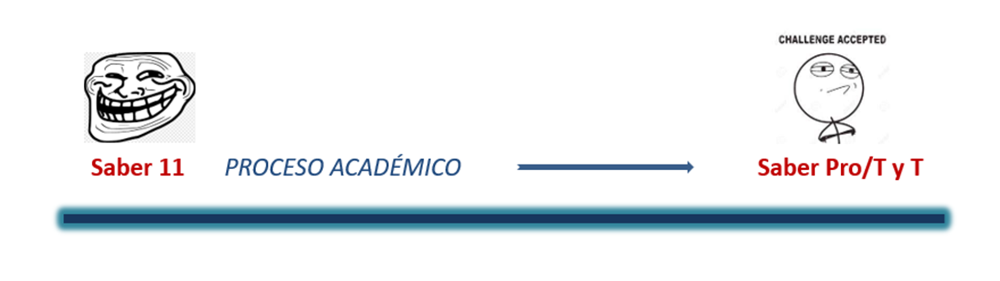 CHALLENGE ACCEPTED
Saber 11 PROCESO ACADÉMICO Saber Pro/T y T